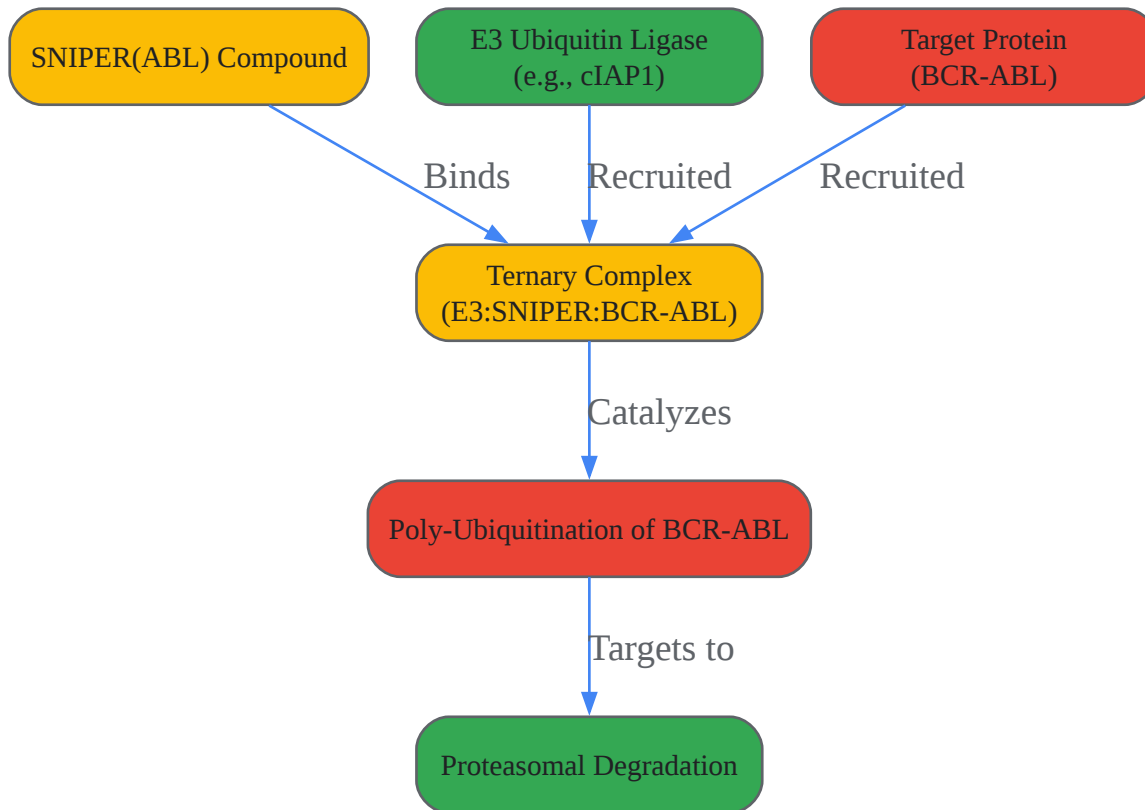 SNIPER(ABL) Compound
E3 Ubiquitin Ligase
(e.g., cIAP1)
Target Protein
(BCR-ABL)
Binds
Recruited
Recruited
Ternary Complex
(E3:SNIPER:BCR-ABL)
Catalyzes
Poly-Ubiquitination of BCR-ABL
Targets to
Proteasomal Degradation